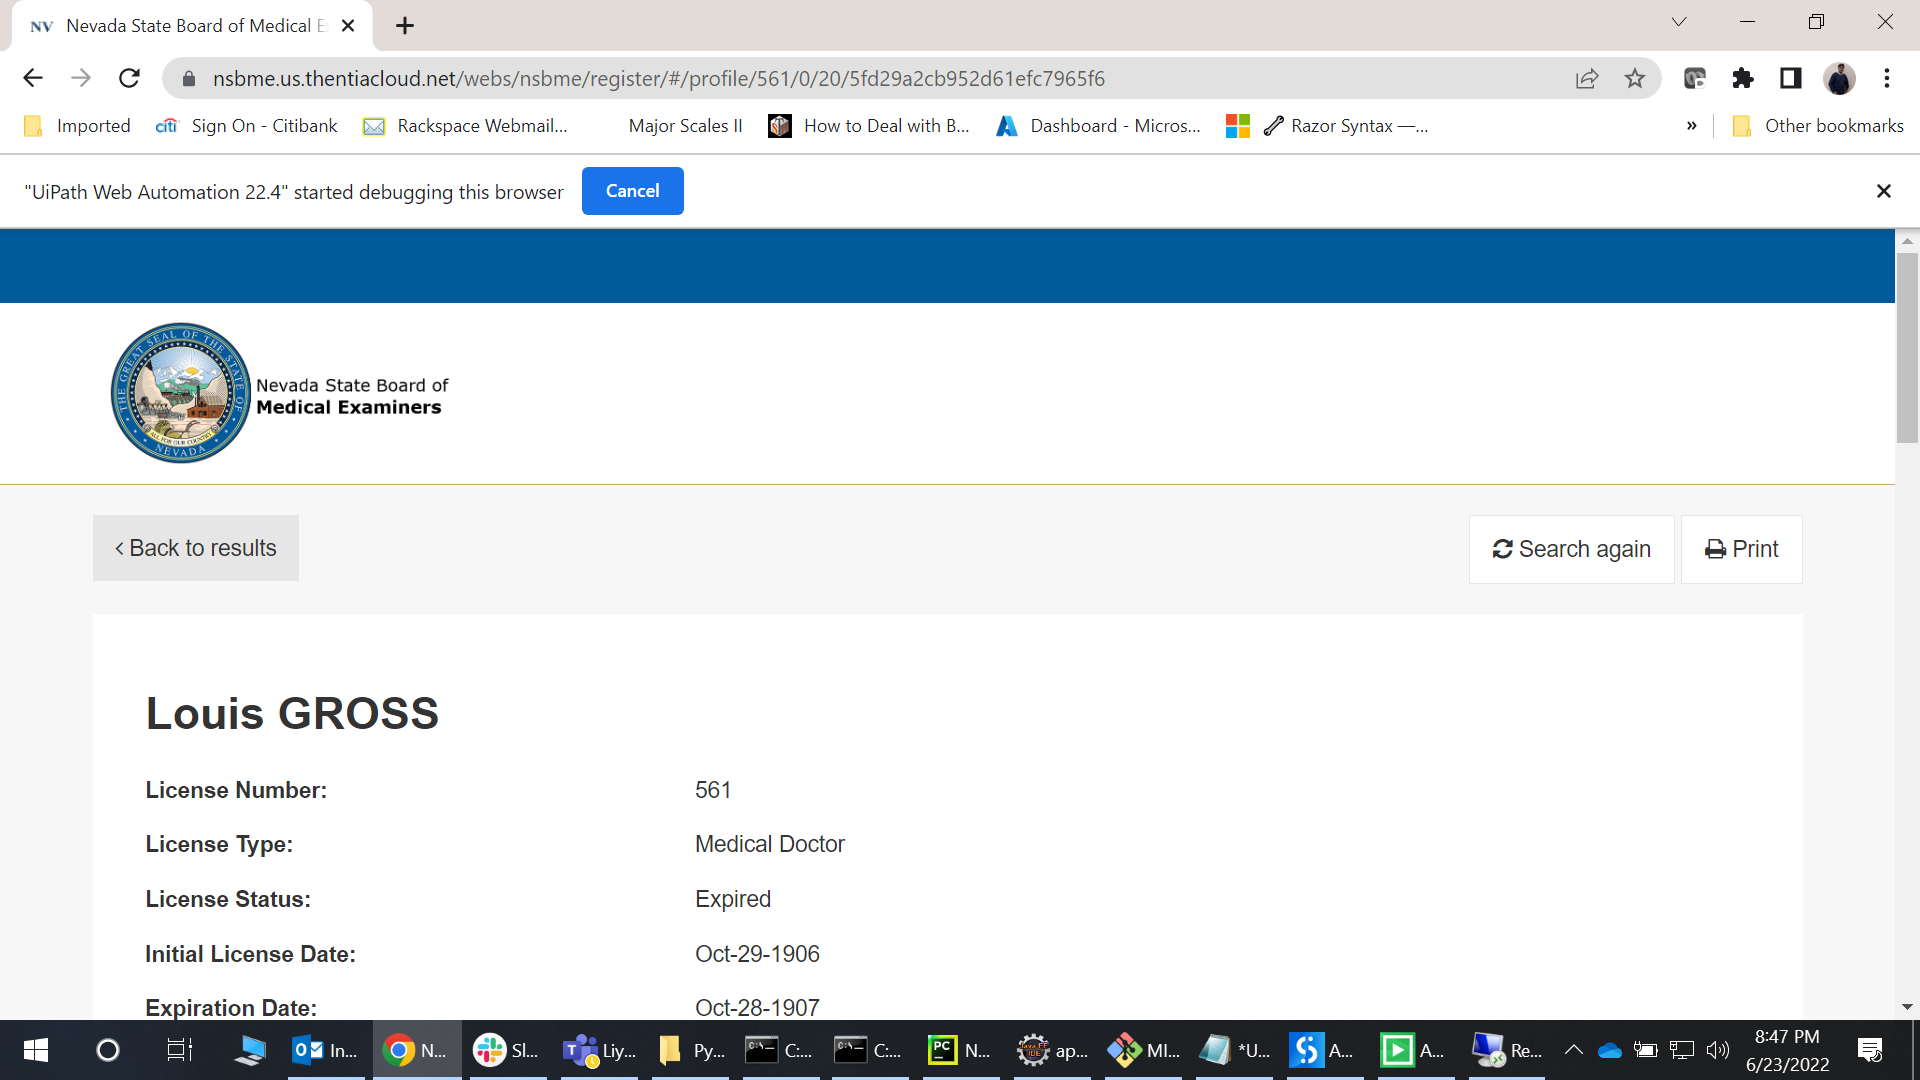 NV Nevada State Board of Medical E
nsbme.us.thentiacloud.net/webs/nsbme/register/#/profile/561/0/20/5fd29a2cb952d61efc7965f6
Imported citi Sign On - Citibank Rackspace Webmail... Major Scales II How to Deal with B... Dashboard - Micros... Razor Syntax —... » Other bookmarks
"UiPath Web Automation 22.4" started debugging this browser Cancel
THE GREAT SEAL OF THE STATE OF NEVADA
ALL FOR OUR COUNTRY
Nevada State Board of
Medical Examiners
Back to results Search again Print
Louis GROSS
License Number: 561
License Type: Medical Doctor
License Status: Expired
Initial License Date: Oct-29-1906
Expiration Date: Oct-28-1907
In... N... Sl... Liy... Py... C:... C:... PC N... ap... MI... *U... A... A... Re... 8:47 PM
6/23/2022